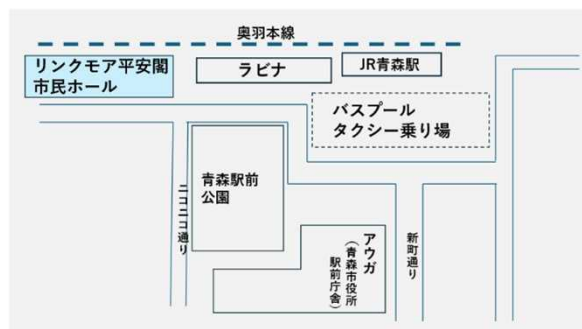 奥羽本線
リンクモア平安閣
市民ホール
ラビナ
JR青森駅
バスプール
タクシー乗り場
青森駅前
公園
ニコニコ通り
アウガ
(青森市役所
駅前庁舎)
新町通り